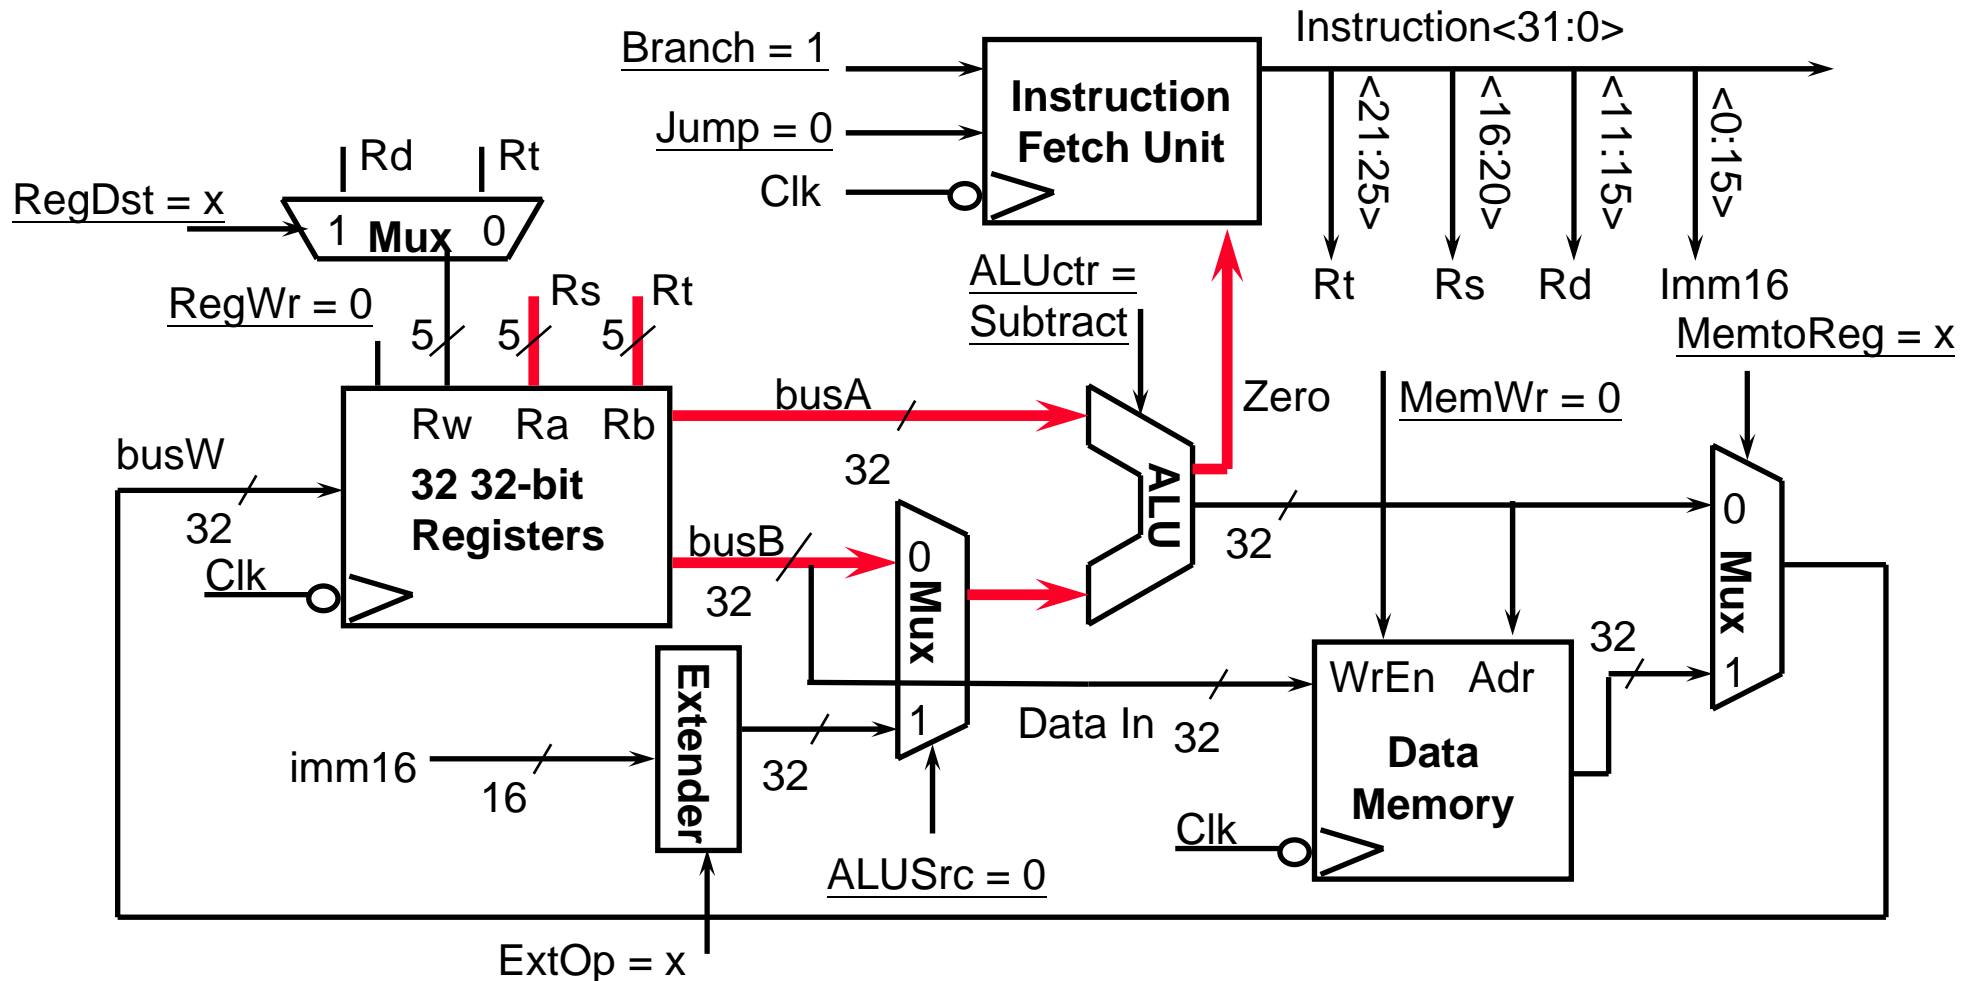 Instruction<31:0>
Branch = 1
Instruction
Fetch Unit
Jump = 0
Clk
<21:25>
<16:20>
<11:15>
<0:15>
Rd
Rt
RegDst = x
1
Mux
0
Rt
Rs
Rd
Imm16
ALUctr =
Subtract
RegWr = 0
Rs
Rt
5
5
5
MemtoReg = x
Zero
MemWr = 0
busA
32
Rw
Ra
Rb
32 32-bit
Registers
busW
32
Clk
busB
32
0
Mux
1
ALU
32
0
Mux
1
32
WrEn
Adr
Data
Memory
Clk
Data In
32
Extender
imm16
16
32
ALUSrc = 0
ExtOp = x